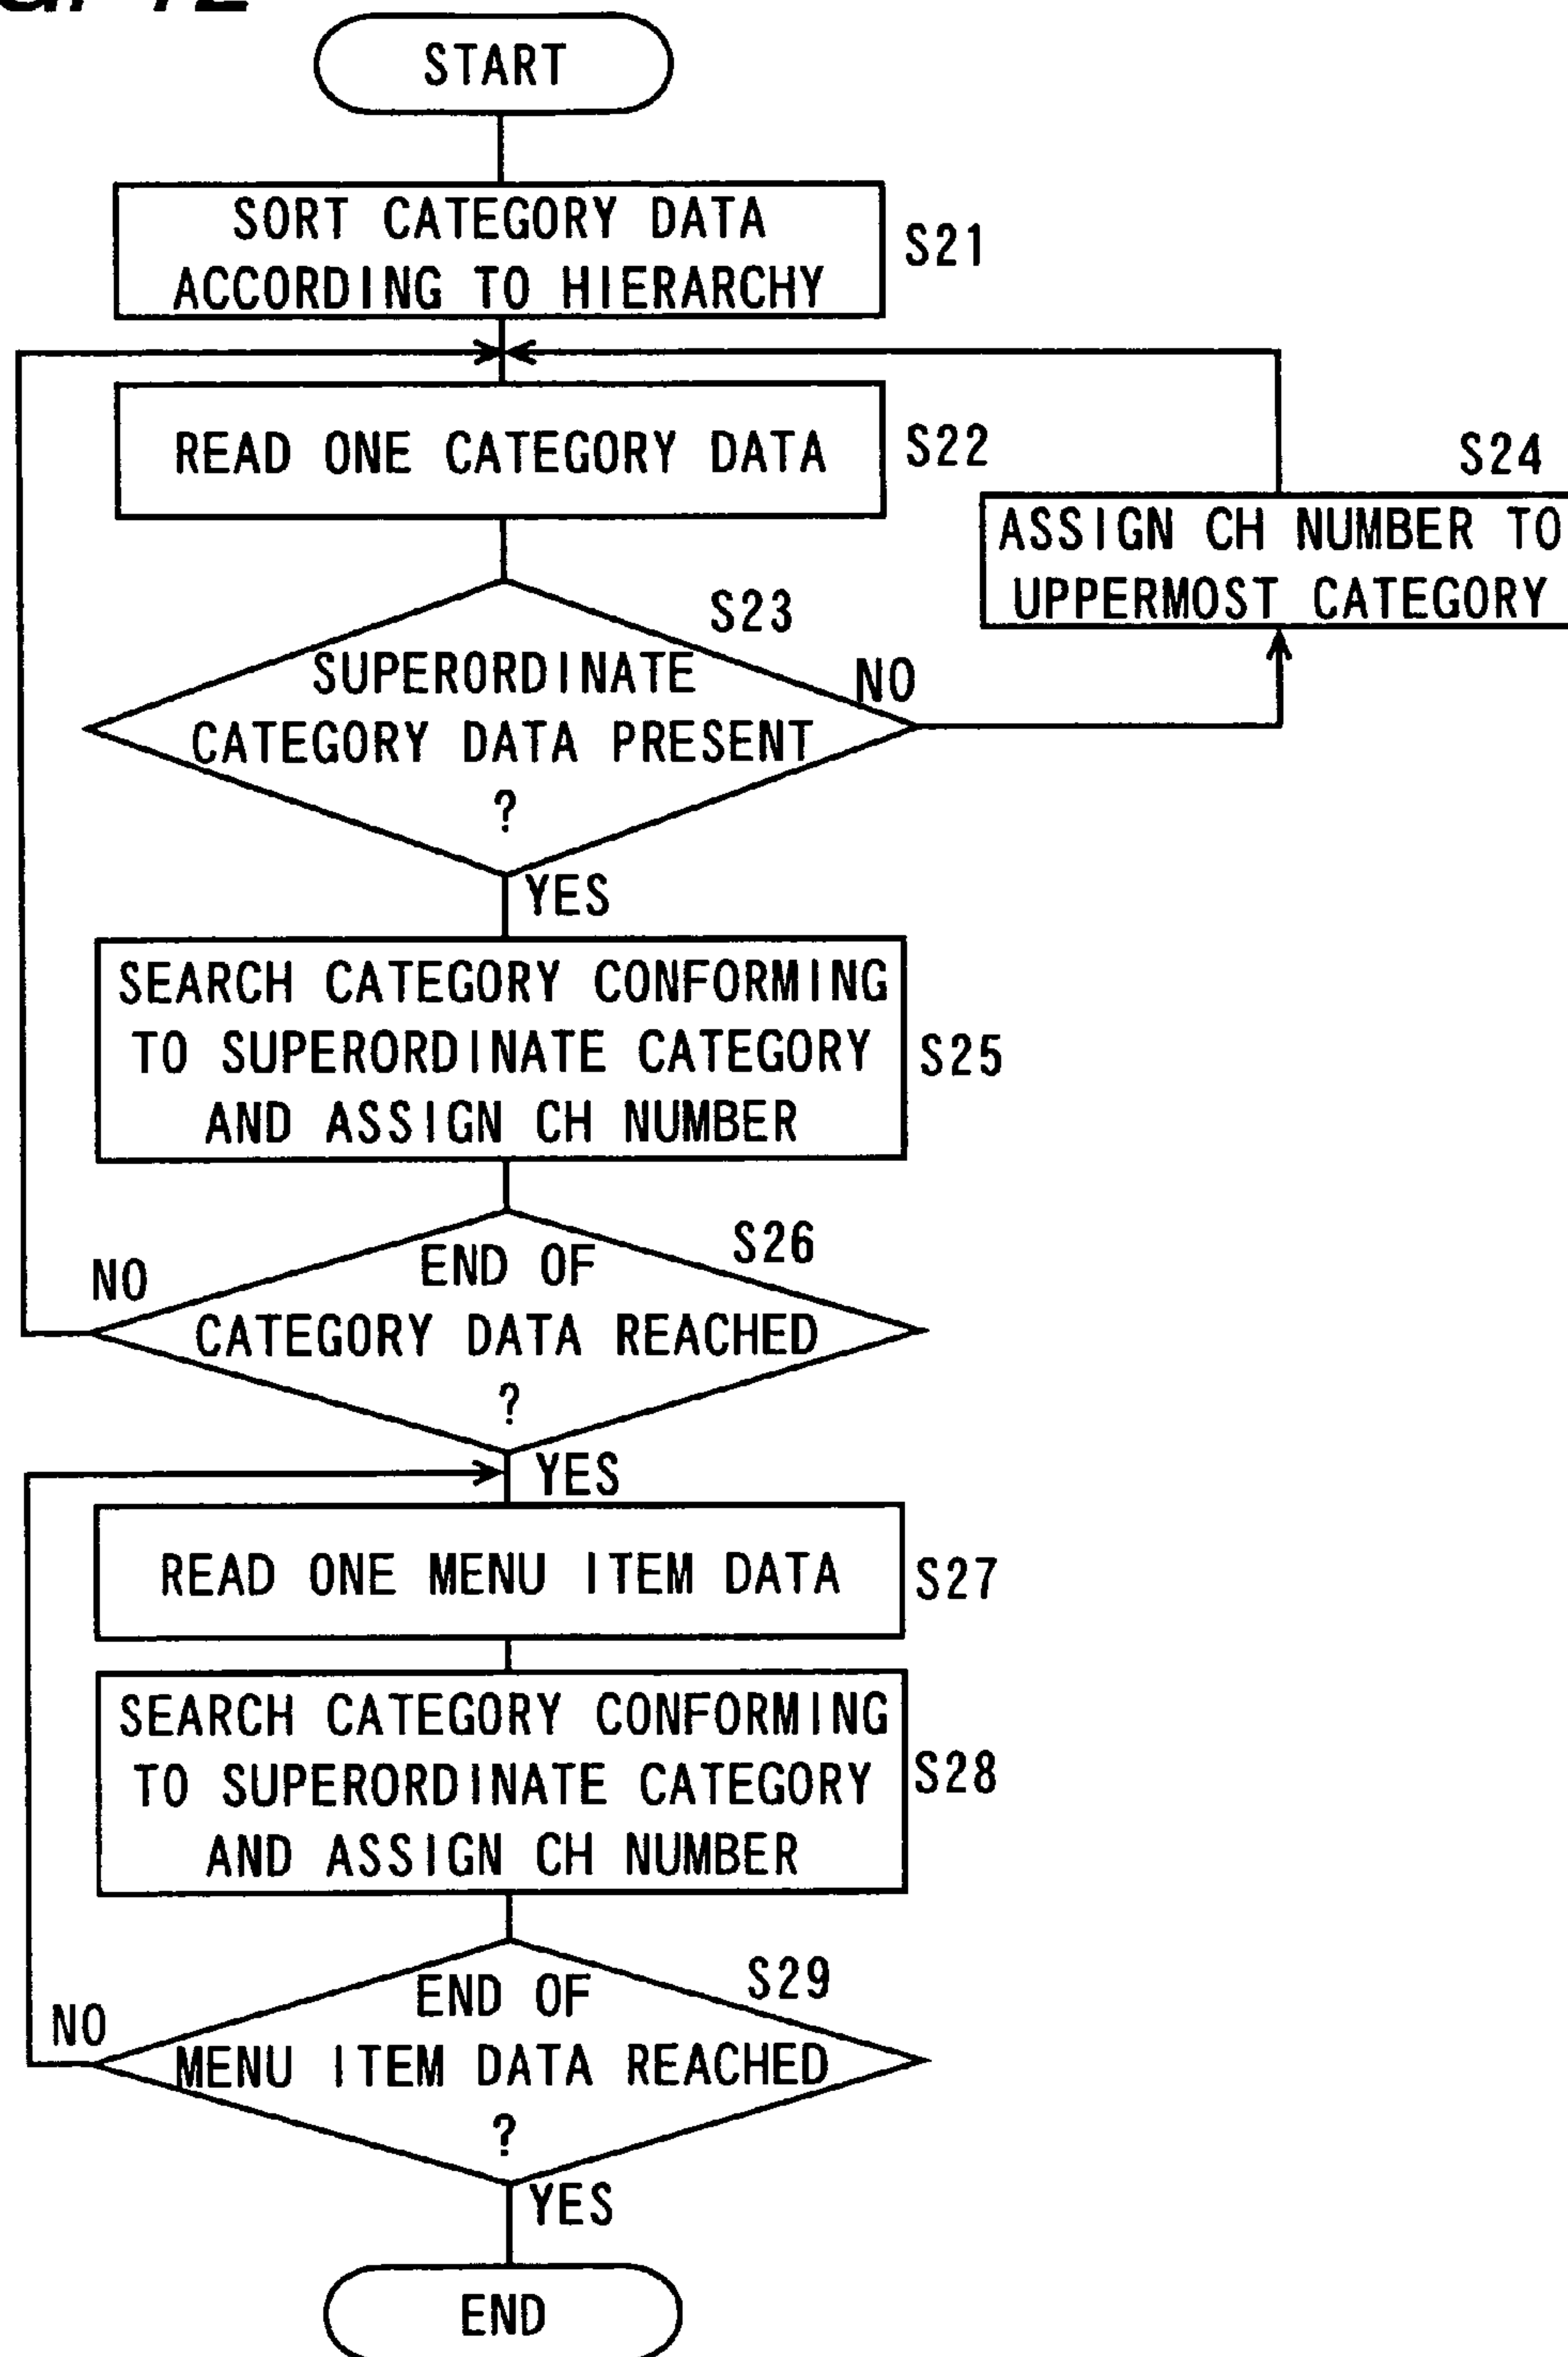 START
SORT CATEGORY DATA
ACCORDING TO HIERARCHY
S21
READ ONE CATEGORY DATA
S22
S24
ASSIGN CH NUMBER TO
UPPERMOST CATEGORY
S23
SUPERORDINATE
CATEGORY DATA PRESENT
?
NO
YES
SEARCH CATEGORY CONFORMING
TO SUPERORDINATE CATEGORY
AND ASSIGN CH NUMBER
S25
S26
END OF
CATEGORY DATA REACHED
?
NO
YES
READ ONE MENU ITEM DATA
S27
SEARCH CATEGORY CONFORMING
TO SUPERORDINATE CATEGORY
AND ASSIGN CH NUMBER
S28
S29
END OF
MENU ITEM DATA REACHED
?
NO
YES
END